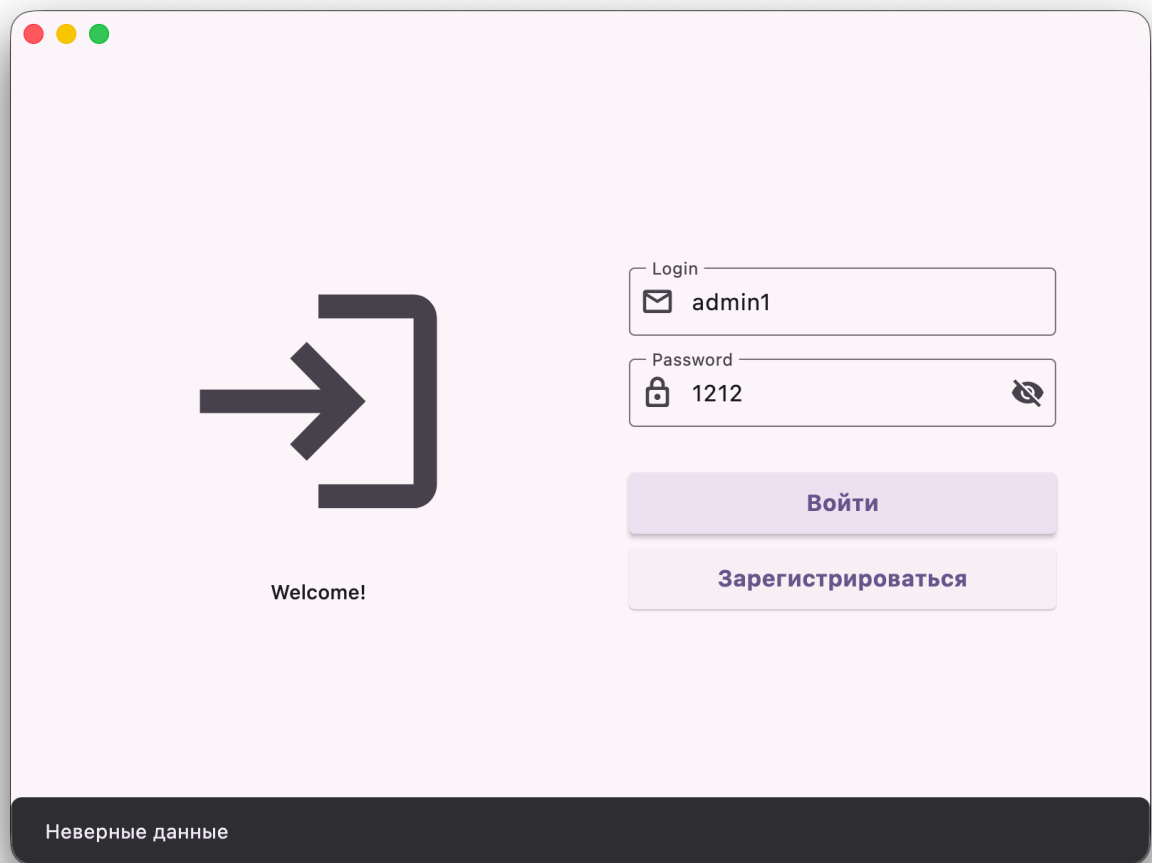 Welcome!
Login
admin1
Password
1212
Войти
Зарегистрироваться
Неверные данные